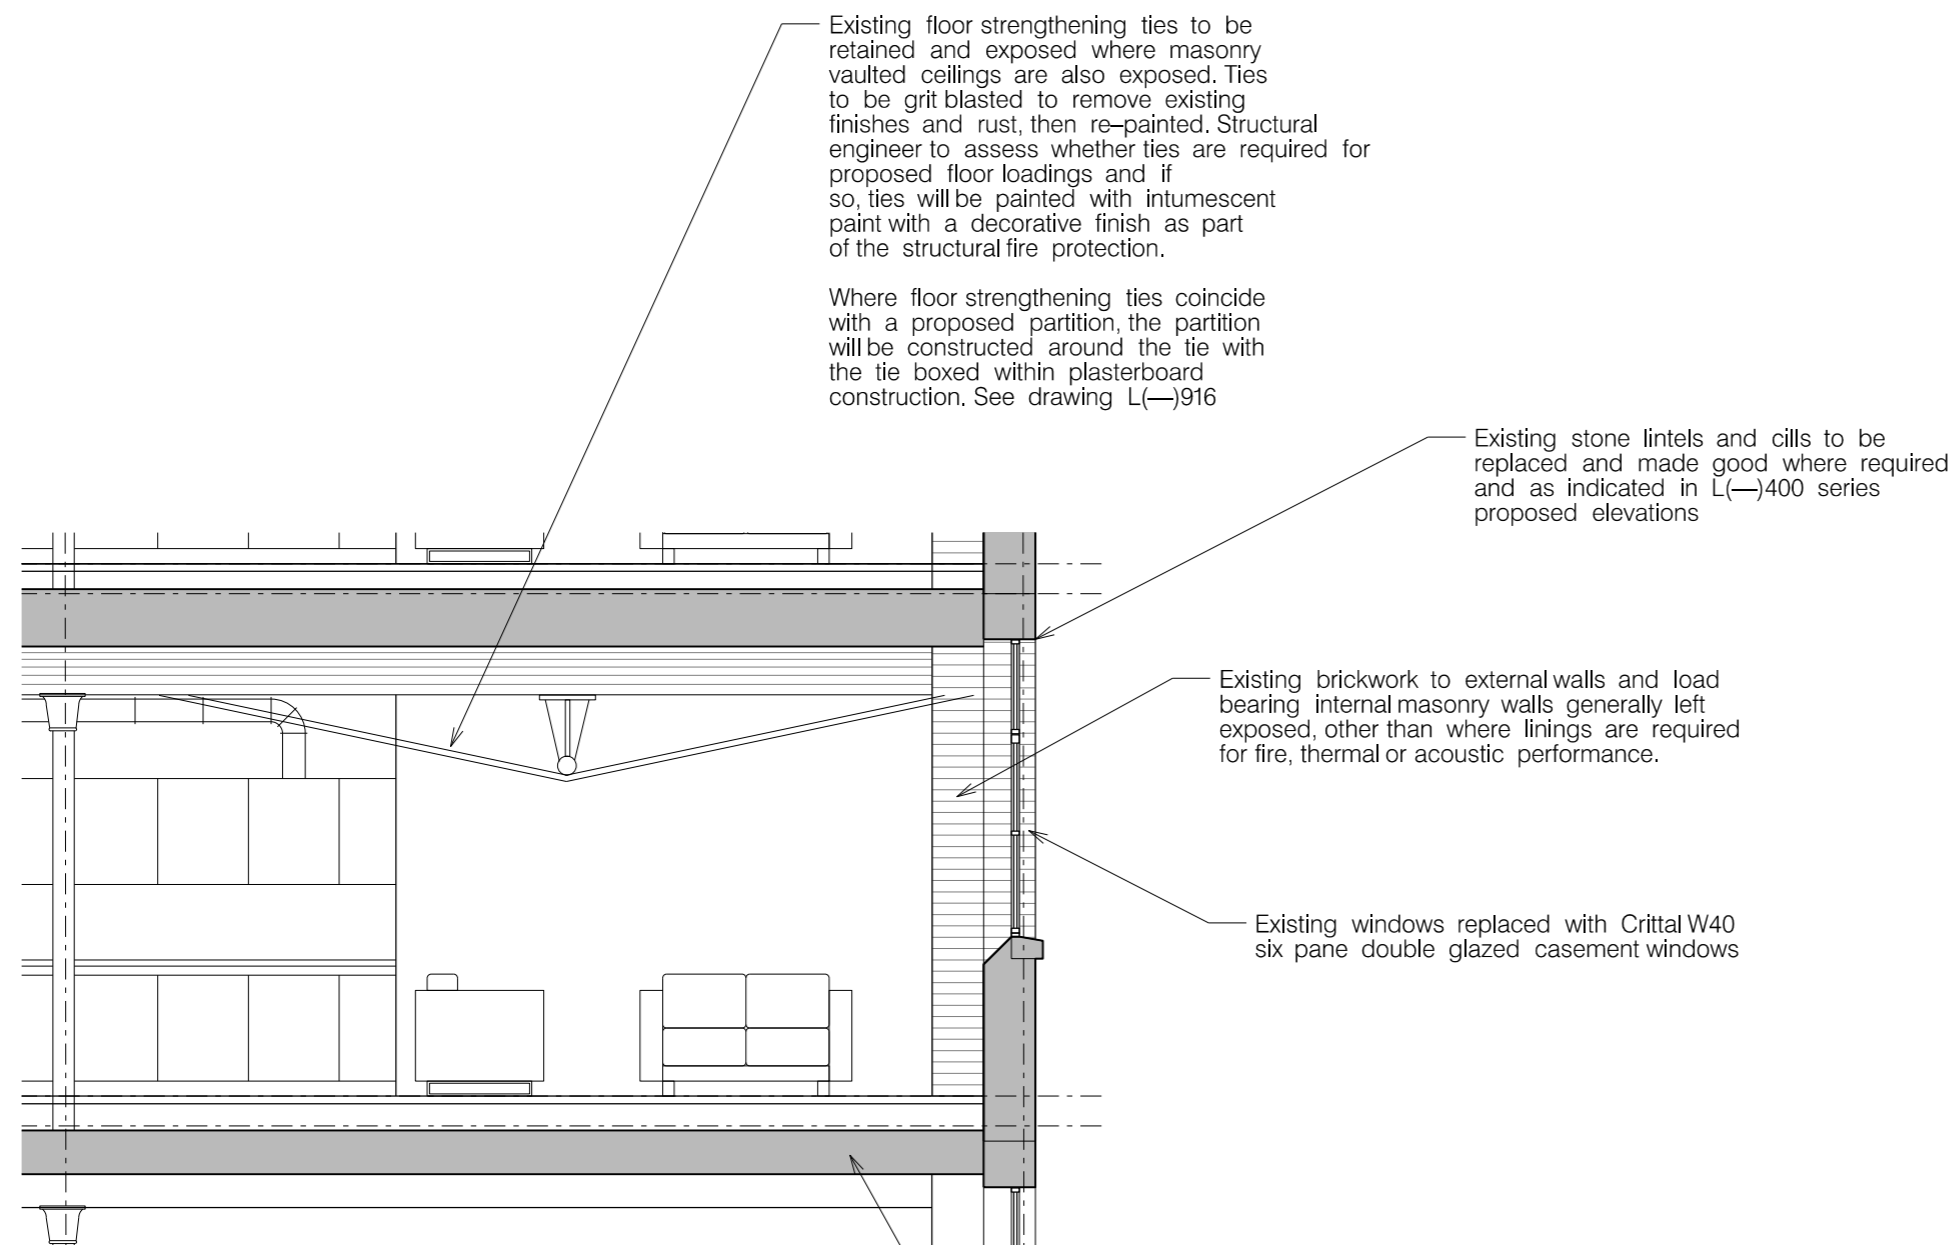 Existing floor strengthening ties to be
retained and exposed where masonry
vaulted ceilings are also exposed. Ties
to be grit blasted to remove existing
finishes and rust, then re–painted. Structural
engineer to assess whether ties are required for
proposed floor loadings and if
so, ties will be painted with intumescent
paint with a decorative finish as part
of the structural fire protection.
Where floor strengthening ties coincide
with a proposed partition, the partition
will be constructed around the tie with
the tie boxed within plasterboard
construction. See drawing L(—)916
Existing stone lintels and cills to be
replaced and made good where required
and as indicated in L(—)400 series
proposed elevations
Existing brickwork to external walls and load
bearing internal masonry walls generally left
exposed, other than where linings are required
for fire, thermal or acoustic performance.
Existing windows replaced with Crittal W40
six pane double glazed casement windows